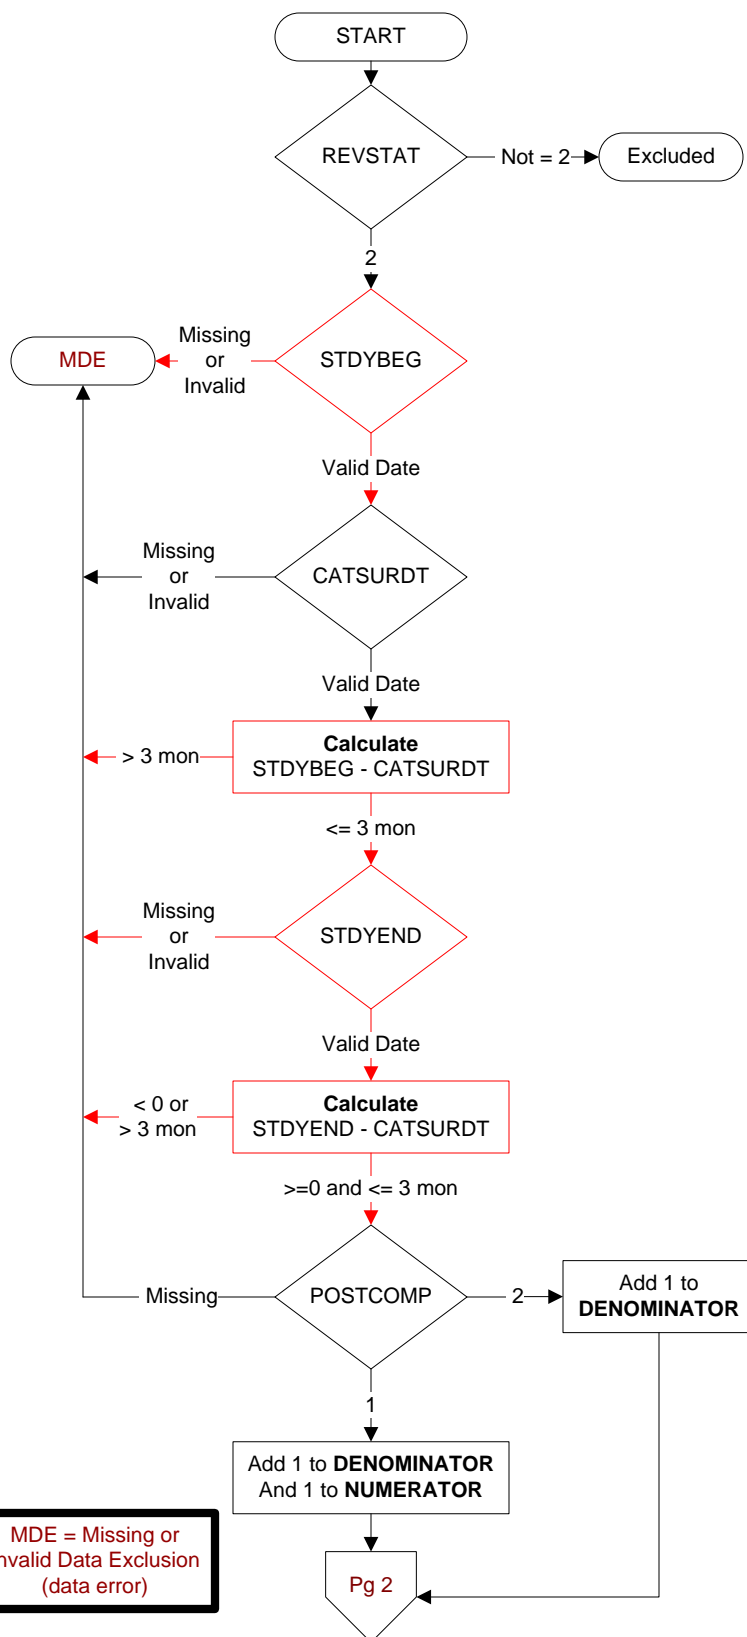 START
REVSTAT
Not = 2
Excluded
2
Missing
or
Invalid
MDE
STDYBEG
Valid Date
Missing
or
Invalid
CATSURDT
Valid Date
> 3 mon
Calculate
STDYBEG - CATSURDT
<= 3 mon
Missing
or
Invalid
STDYEND
Valid Date
< 0 or
> 3 mon
Calculate
STDYEND - CATSURDT
>=0 and <= 3 mon
Missing
POSTCOMP
2
Add 1 to
DENOMINATOR
1
Add 1 to DENOMINATOR
And 1 to NUMERATOR
MDE = Missing or
nvalid Data Exclusion
(data error)
Pg 2